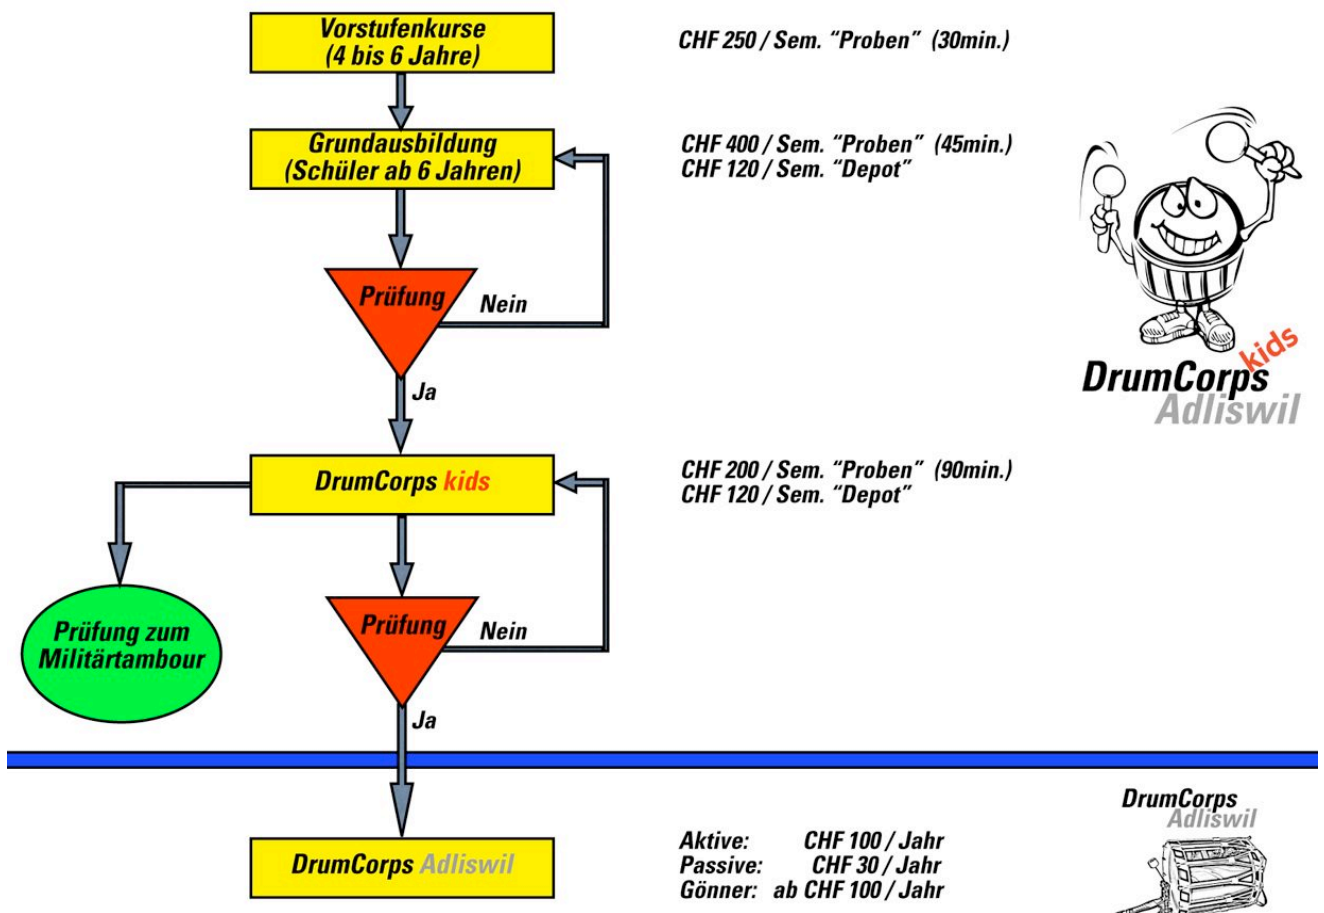 Vorstufenkurse
(4 bis 6 Jahre)
CHF 250 / Sem. “Proben” (30min.)
Grundausbildung
(Schüler ab 6 Jahren)
CHF 400 / Sem. “Proben” (45min.)
CHF 120 / Sem. “Depot”
Prüfung
Nein
Ja
kids
DrumCorps
Adliswil
DrumCorps kids
CHF 200 / Sem. “Proben” (90min.)
CHF 120 / Sem. “Depot”
Prüfung zum
Militärtambour
Prüfung
Nein
Ja
DrumCorps
Adliswil
DrumCorps Adliswil
Aktive: CHF 100 / Jahr
Passive: CHF 30 / Jahr
Gönner: ab CHF 100 / Jahr